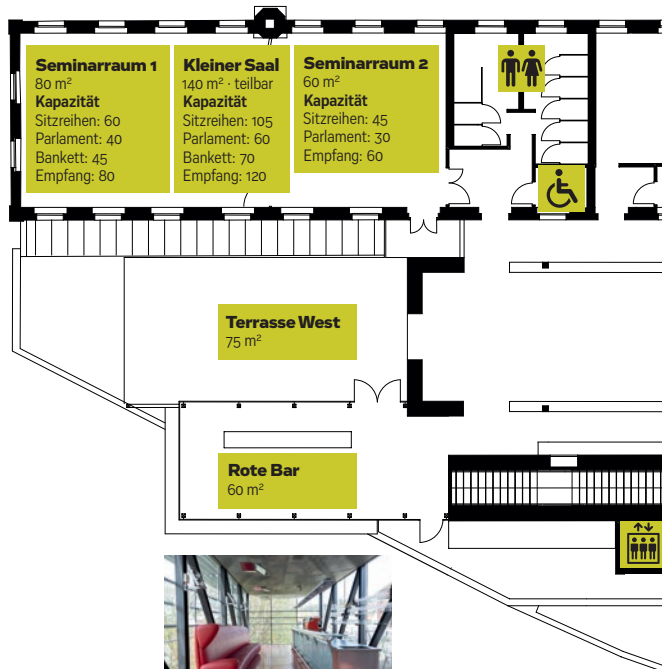 Seminarraum 1
80 m²
Kapazität
Sitzreihen: 60
Parlament: 40
Bankett: 45
Empfang: 80
Kleiner Saal
140 m² · teilbar
Kapazität
Sitzreihen: 105
Parlament: 60
Bankett: 70
Empfang: 120
Seminarraum 2
60 m²
Kapazität
Sitzreihen: 45
Parlament: 30
Empfang: 60
Terrasse West
75 m²
Rote Bar
60 m²